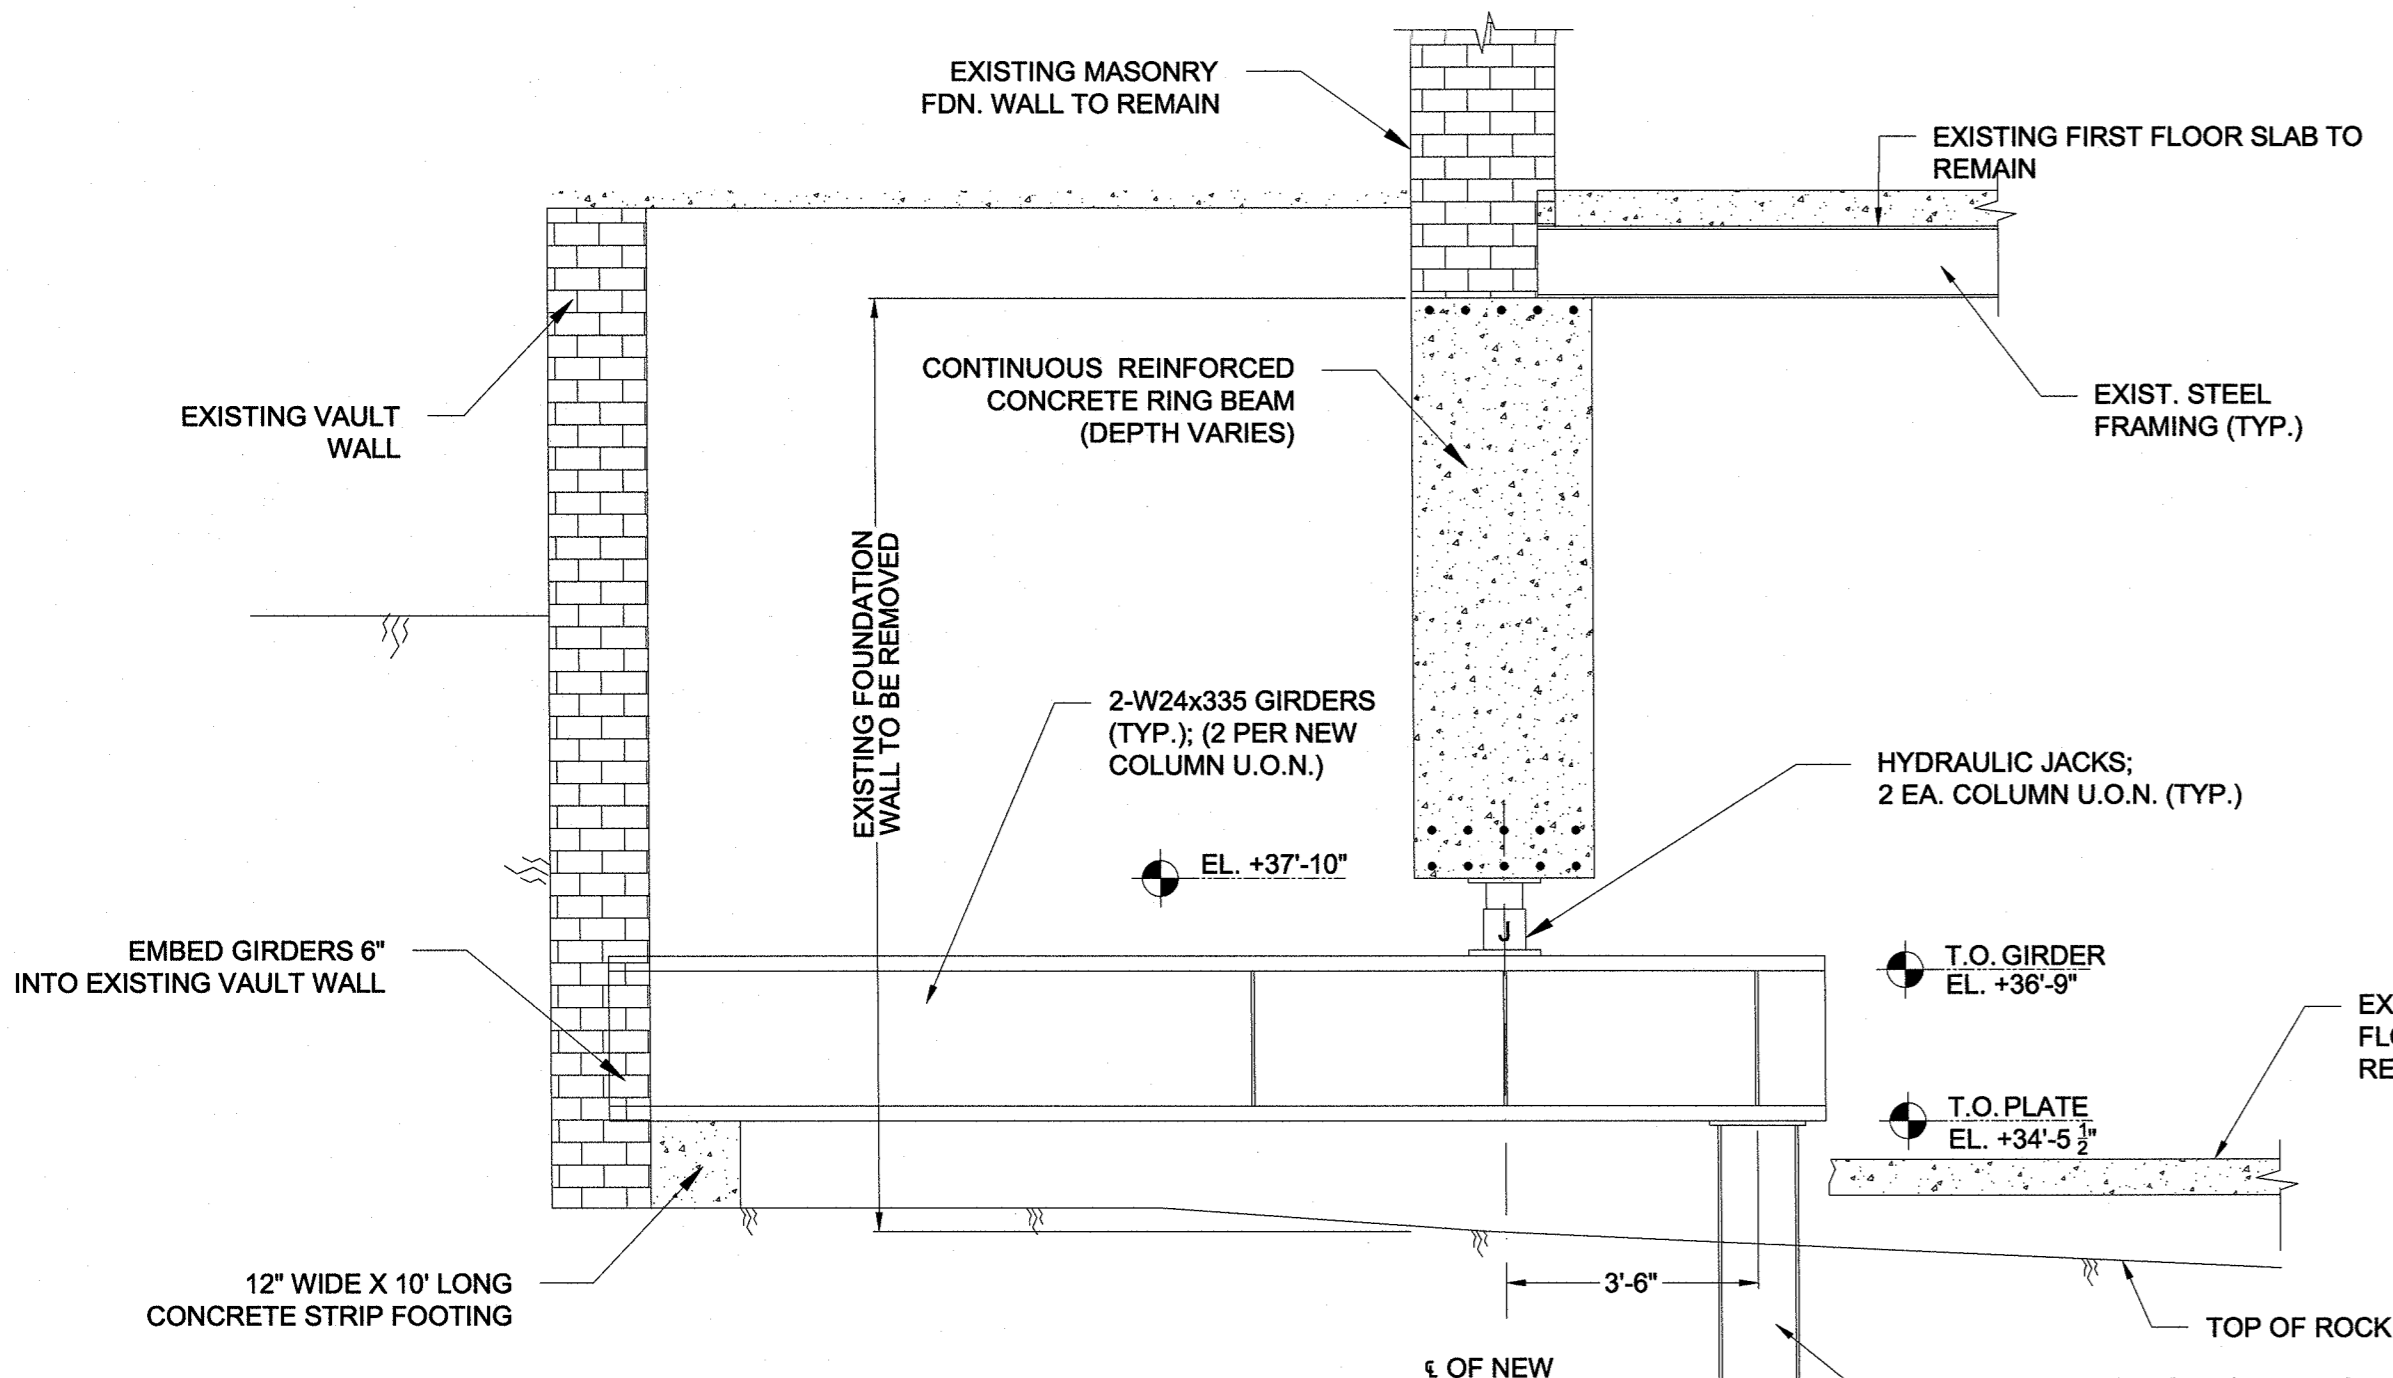 EXISTING MASONRY
FDN. WALL TO REMAIN
EXISTING FIRST FLOOR SLAB TO
REMAIN
EXISTING VAULT
WALL
CONTINUOUS REINFORCED
CONCRETE RING BEAM
(DEPTH VARIES)
EXIST. STEEL
FRAMING (TYP.)
EXISTING FOUNDATION
WALL TO BE REMOVED
2-W24x335 GIRDERS
(TYP.); (2 PER NEW
COLUMN U.O.N.)
HYDRAULIC JACKS;
2 EA. COLUMN U.O.N. (TYP.)
EL. +37'-10"
J
EMBED GIRDERS 6"
INTO EXISTING VAULT WALL
T.O. GIRDER
EL. +36'-9"
EX
FLO
RE
T.O. PLATE
EL. +34'-5 1/2"
12" WIDE X 10' LONG
CONCRETE STRIP FOOTING
3'-6"
TOP OF ROCK
℄ OF NEW